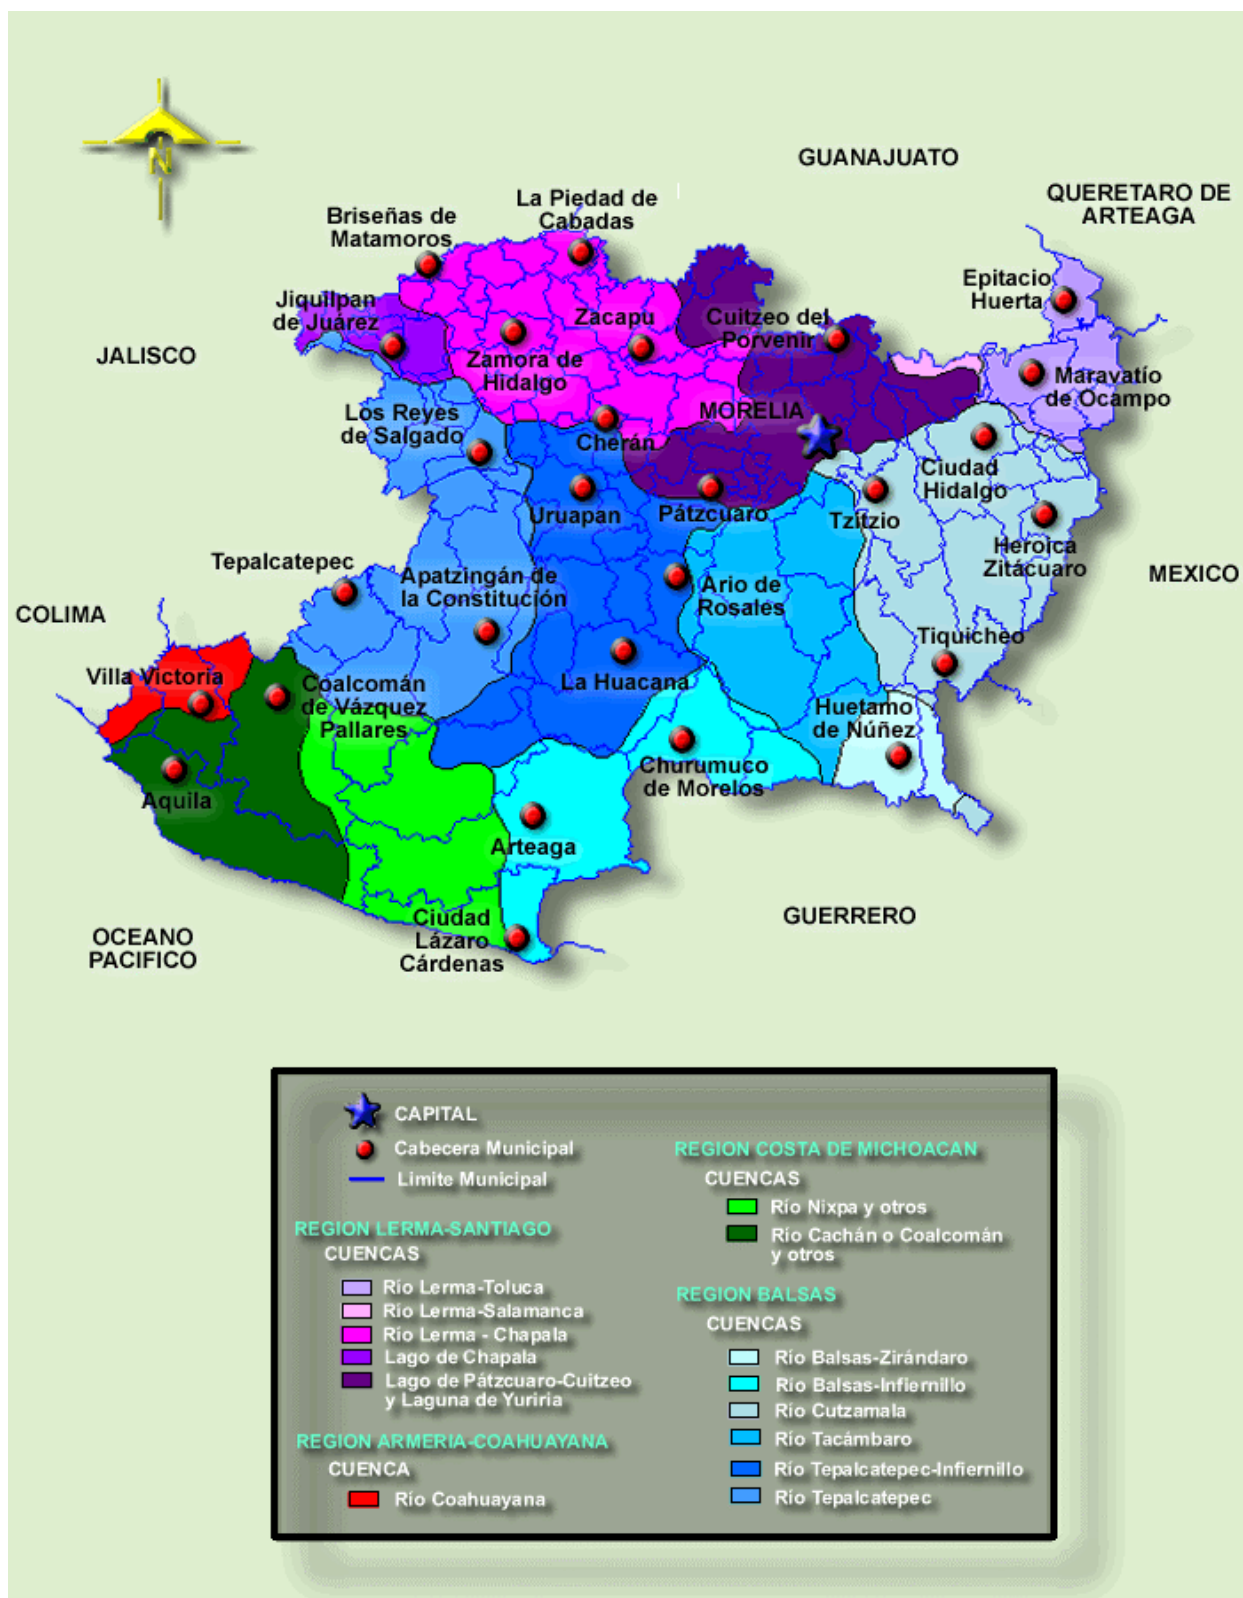 N
GUANAJUATO
QUERETARO DE
ARTEAGA
La Piedad de
Cabadas
Briseñas de
Matamoros
Epitacio
Huerta
Jiquilpan
de Juárez
Zacapu
Cuitzeo del
Porvenir
JALISCO
Zamora de
Hidalgo
Maravatío
de Ocampo
Los Reyes
de Salgado
MORELIA
Cherán
Ciudad
Hidalgo
Uruapan
Pátzcuaro
Tzitzio
Heroica
Zitácuaro
Tepalcatepec
Apatzingán de
la Constitución
Ario de
Rosales
MEXICO
COLIMA
Tiquicheo
Villa Victoria
Coalcomán
de Vázquez
Pallares
La Huacana
Huetamo
de Núñez
Churumuco
de Morelos
Aquila
Arteaga
GUERRERO
Ciudad
Lázaro
Cárdenas
OCEANO
PACIFICO
CAPITAL
Cabecera Municipal
Limite Municipal
REGION LERMA-SANTIAGO
CUENCAS
Río Lerma-Toluca
Río Lerma-Salamanca
Río Lerma - Chapala
Lago de Chapala
Lago de Pátzcuaro-Cuitzeo
y Laguna de Yuriria
REGION ARMERIA-COAHUAYANA
CUENCA
Río Coahuayana
REGION COSTA DE MICHOACAN
CUENCAS
Río Nixpa y otros
Río Cachán o Coalcomán
y otros
REGION BALSAS
CUENCAS
Río Balsas-Zirándaro
Río Balsas-Infiernillo
Río Cutzamala
Río Tacámbaro
Río Tepalcatepec-Infiernillo
Río Tepalcatepec